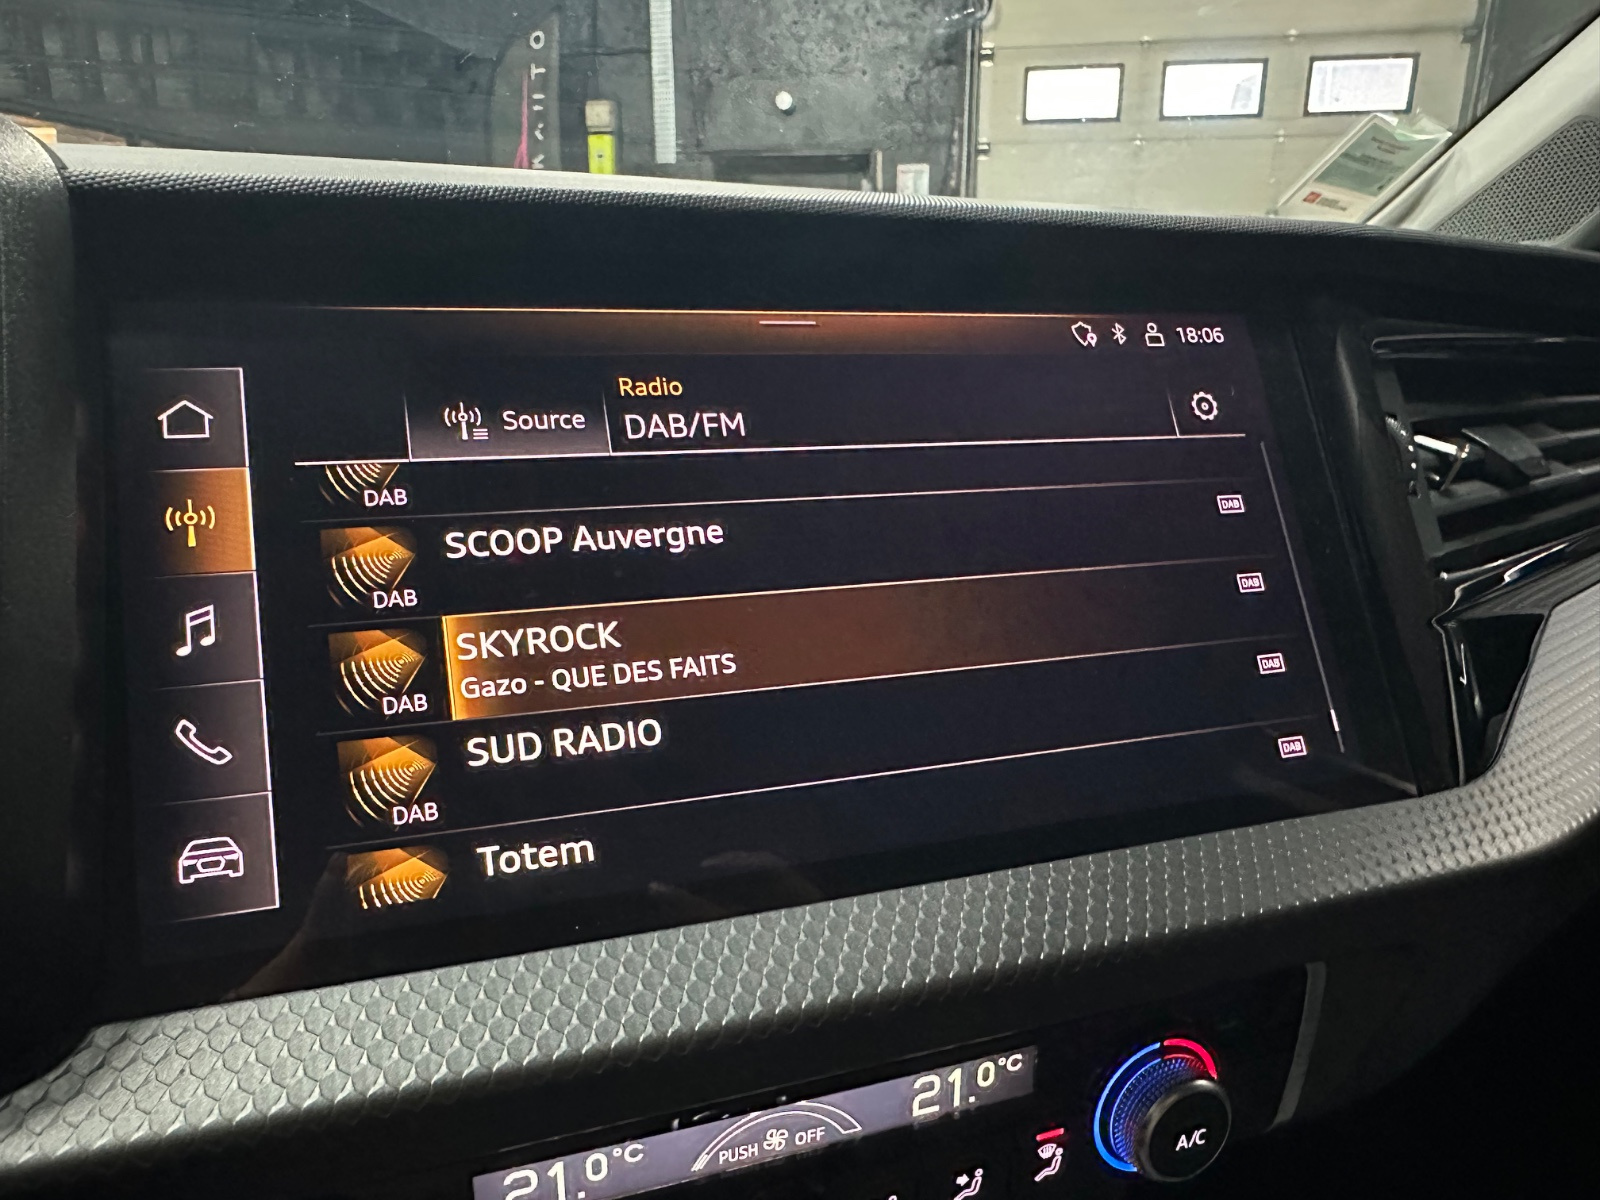 18:06
Radio
Source
DAB/FM
DAB
SCOOP Auvergne
DAB
DAB
SKYROCK
DAB
Gazo - QUE DES FAITS
DAB
SUD RADIO
DAB
DAB
Totem
DAB
21.0°C
PUSH OFF
21.0°C
A/C